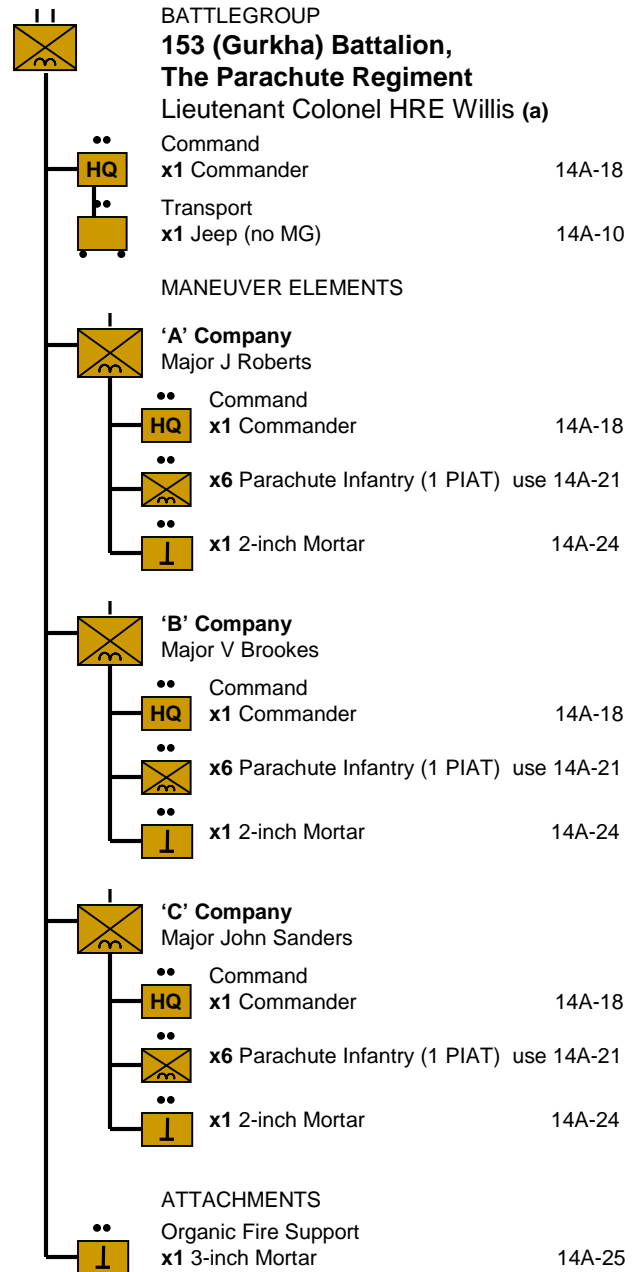 BATTLEGROUP
153 (Gurkha) Battalion,
The Parachute Regiment
Lieutenant Colonel HRE Willis (a)
Command
HQ x1 Commander 14A-18
Transport
x1 Jeep (no MG) 14A-10
MANEUVER ELEMENTS
‘A’ Company
Major J Roberts
Command
HQ x1 Commander 14A-18
x6 Parachute Infantry (1 PIAT) use 14A-21
x1 2-inch Mortar 14A-24
‘B’ Company
Major V Brookes
Command
HQ x1 Commander 14A-18
x6 Parachute Infantry (1 PIAT) use 14A-21
x1 2-inch Mortar 14A-24
‘C’ Company
Major John Sanders
Command
HQ x1 Commander 14A-18
x6 Parachute Infantry (1 PIAT) use 14A-21
x1 2-inch Mortar 14A-24
ATTACHMENTS
Organic Fire Support
x1 3-inch Mortar 14A-25